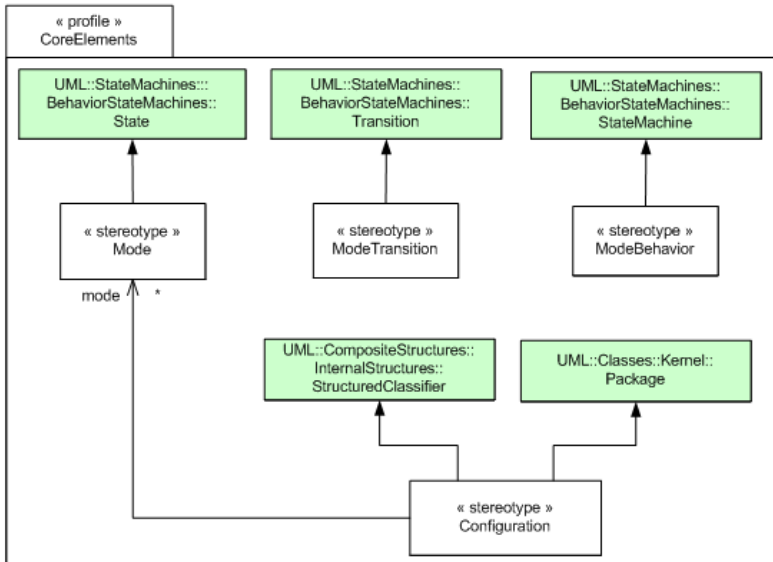 « profile »
CoreElements
UML::StateMachines:::
BehaviorStateMachines::
State
UML::StateMachines::
BehaviorStateMachines::
Transition
UML::StateMachines::
BehaviorStateMachines::
StateMachine
« stereotype »
Mode
« stereotype »
ModeTransition
« stereotype »
ModeBehavior
mode *
UML::CompositeStructures::
InternalStructures::
StructuredClassifier
UML::Classes::Kernel::
Package
« stereotype »
Configuration